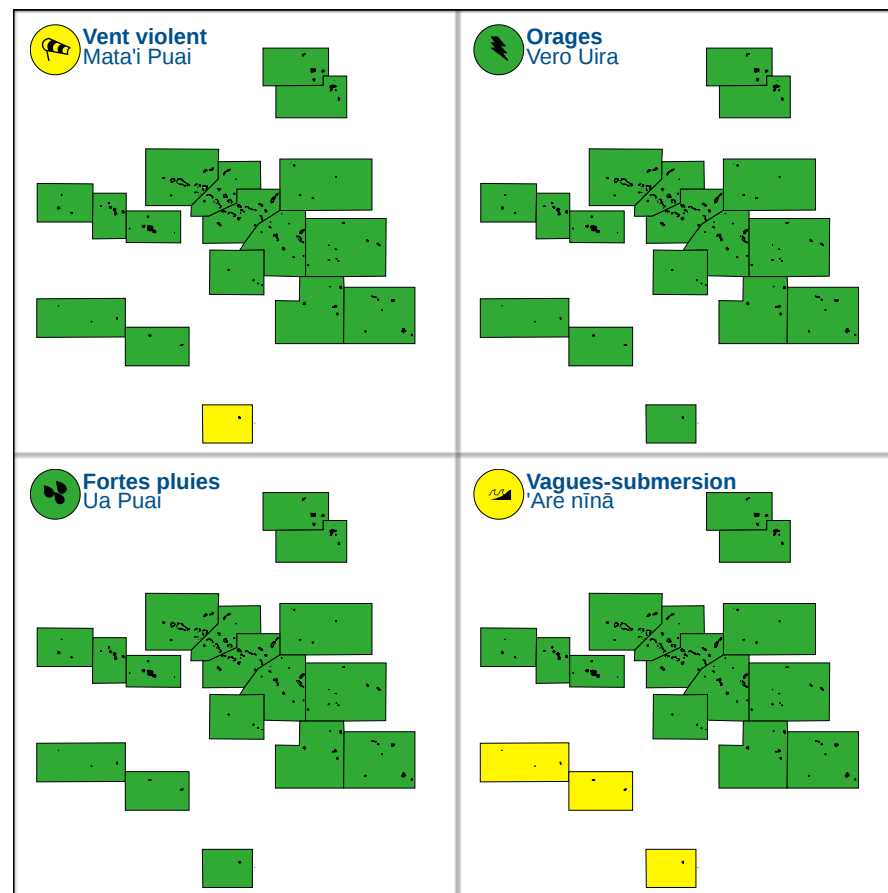 Vent violent
Mata'i Puai
Orages
Vero Uira
Fortes pluies
Ua Puai
Vagues-submersion
'Are nīnā